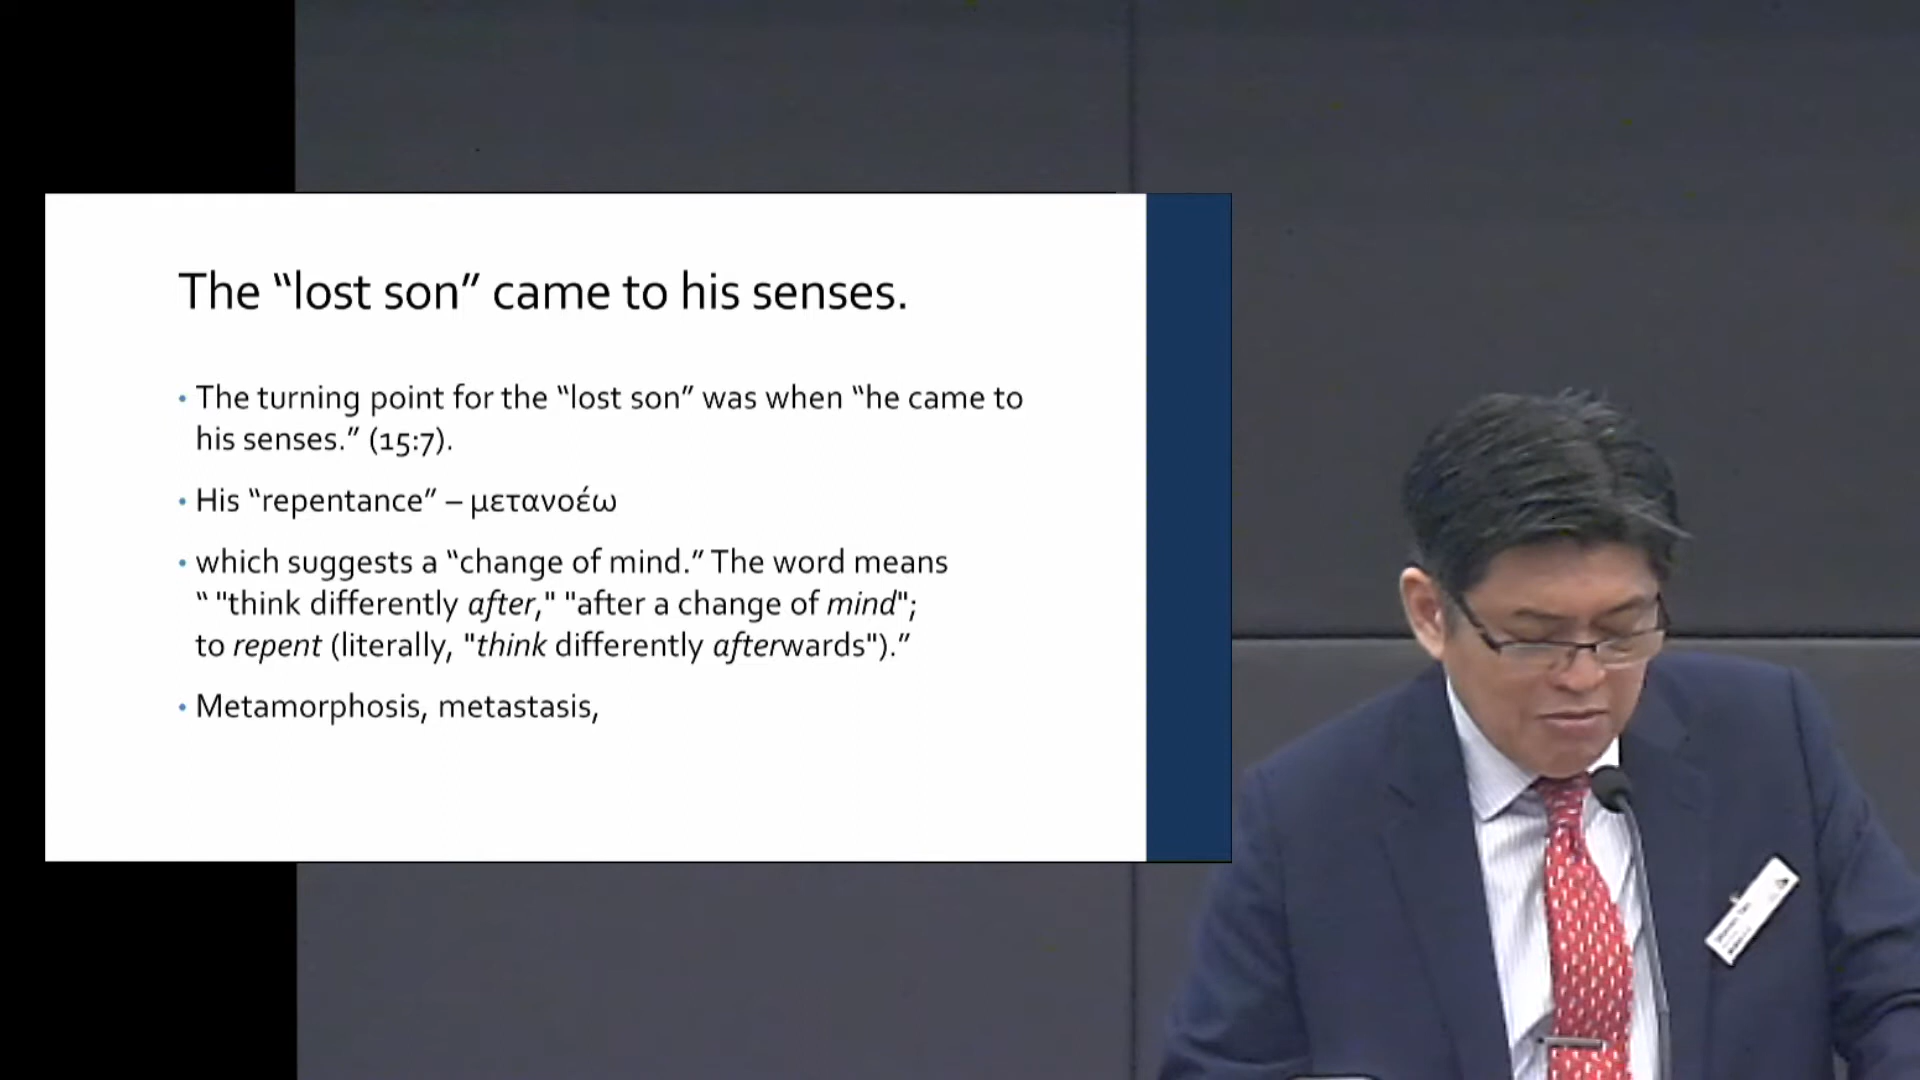 The “lost son” came to his senses.
• The turning point for the “lost son” was when “he came to
his senses.” (15:7).
• His “repentance” – μετανοέω
• which suggests a “change of mind.” The word means
“ "think differently after," "after a change of mind";
to repent (literally, "think differently afterwards").”
• Metamorphosis, metastasis,